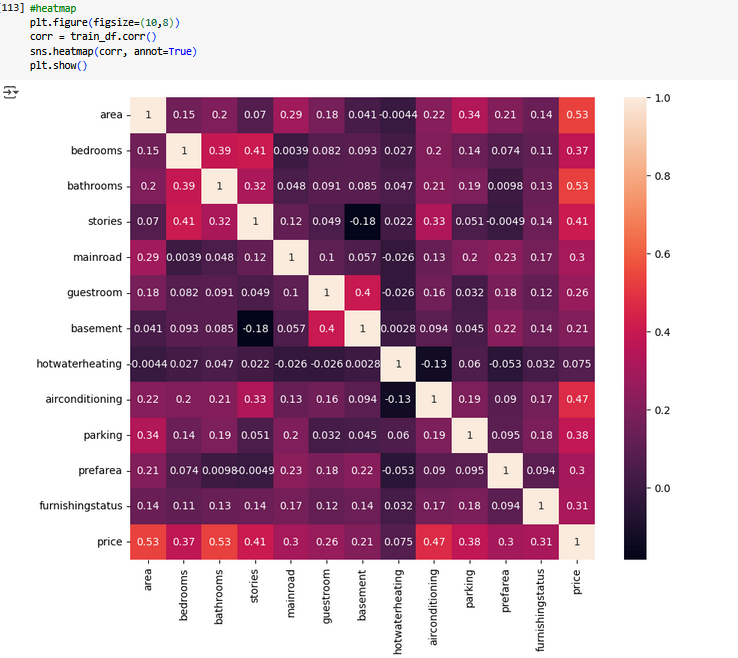 [113] #heatmap
plt.figure(figsize=(10,8))
corr = train_df.corr()
sns.heatmap(corr, annot=True)
plt.show()
area 1 0.15 0.2 0.07 0.29 0.18 0.041 -0.0044 0.22 0.34 0.21 0.14 0.53
bedrooms 0.15 1 0.39 0.41 0.0039 0.082 0.093 0.027 0.2 0.14 0.074 0.11 0.37
bathrooms 0.2 0.39 1 0.32 0.048 0.091 0.085 0.047 0.21 0.19 0.0098 0.13 0.53
stories 0.07 0.41 0.32 1 0.12 0.049 -0.18 0.022 0.33 0.051 -0.0049 0.14 0.41
mainroad 0.29 0.0039 0.048 0.12 1 0.1 0.057 -0.026 0.13 0.2 0.23 0.17 0.3
guestroom 0.18 0.082 0.091 0.049 0.1 1 0.4 -0.026 0.16 0.032 0.18 0.12 0.26
basement 0.041 0.093 0.085 -0.18 0.057 0.4 1 0.0028 0.094 0.045 0.22 0.14 0.21
hotwaterheating -0.0044 0.027 0.047 0.022 -0.026 -0.026 0.0028 1 -0.13 0.06 -0.053 0.032 0.075
airconditioning 0.22 0.2 0.21 0.33 0.13 0.16 0.094 -0.13 1 0.19 0.09 0.17 0.47
parking 0.34 0.14 0.19 0.051 0.2 0.032 0.045 0.06 0.19 1 0.095 0.18 0.38
prefarea 0.21 0.074 0.0098 -0.0049 0.23 0.18 0.22 -0.053 0.09 0.095 1 0.094 0.3
furnishingstatus 0.14 0.11 0.13 0.14 0.17 0.12 0.14 0.032 0.17 0.18 0.094 1 0.31
price 0.53 0.37 0.53 0.41 0.3 0.26 0.21 0.075 0.47 0.38 0.3 0.31 1
area
bedrooms
bathrooms
stories
mainroad
guestroom
basement
hotwaterheating
airconditioning
parking
prefarea
furnishingstatus
price
1.0
0.8
0.6
0.4
0.2
0.0